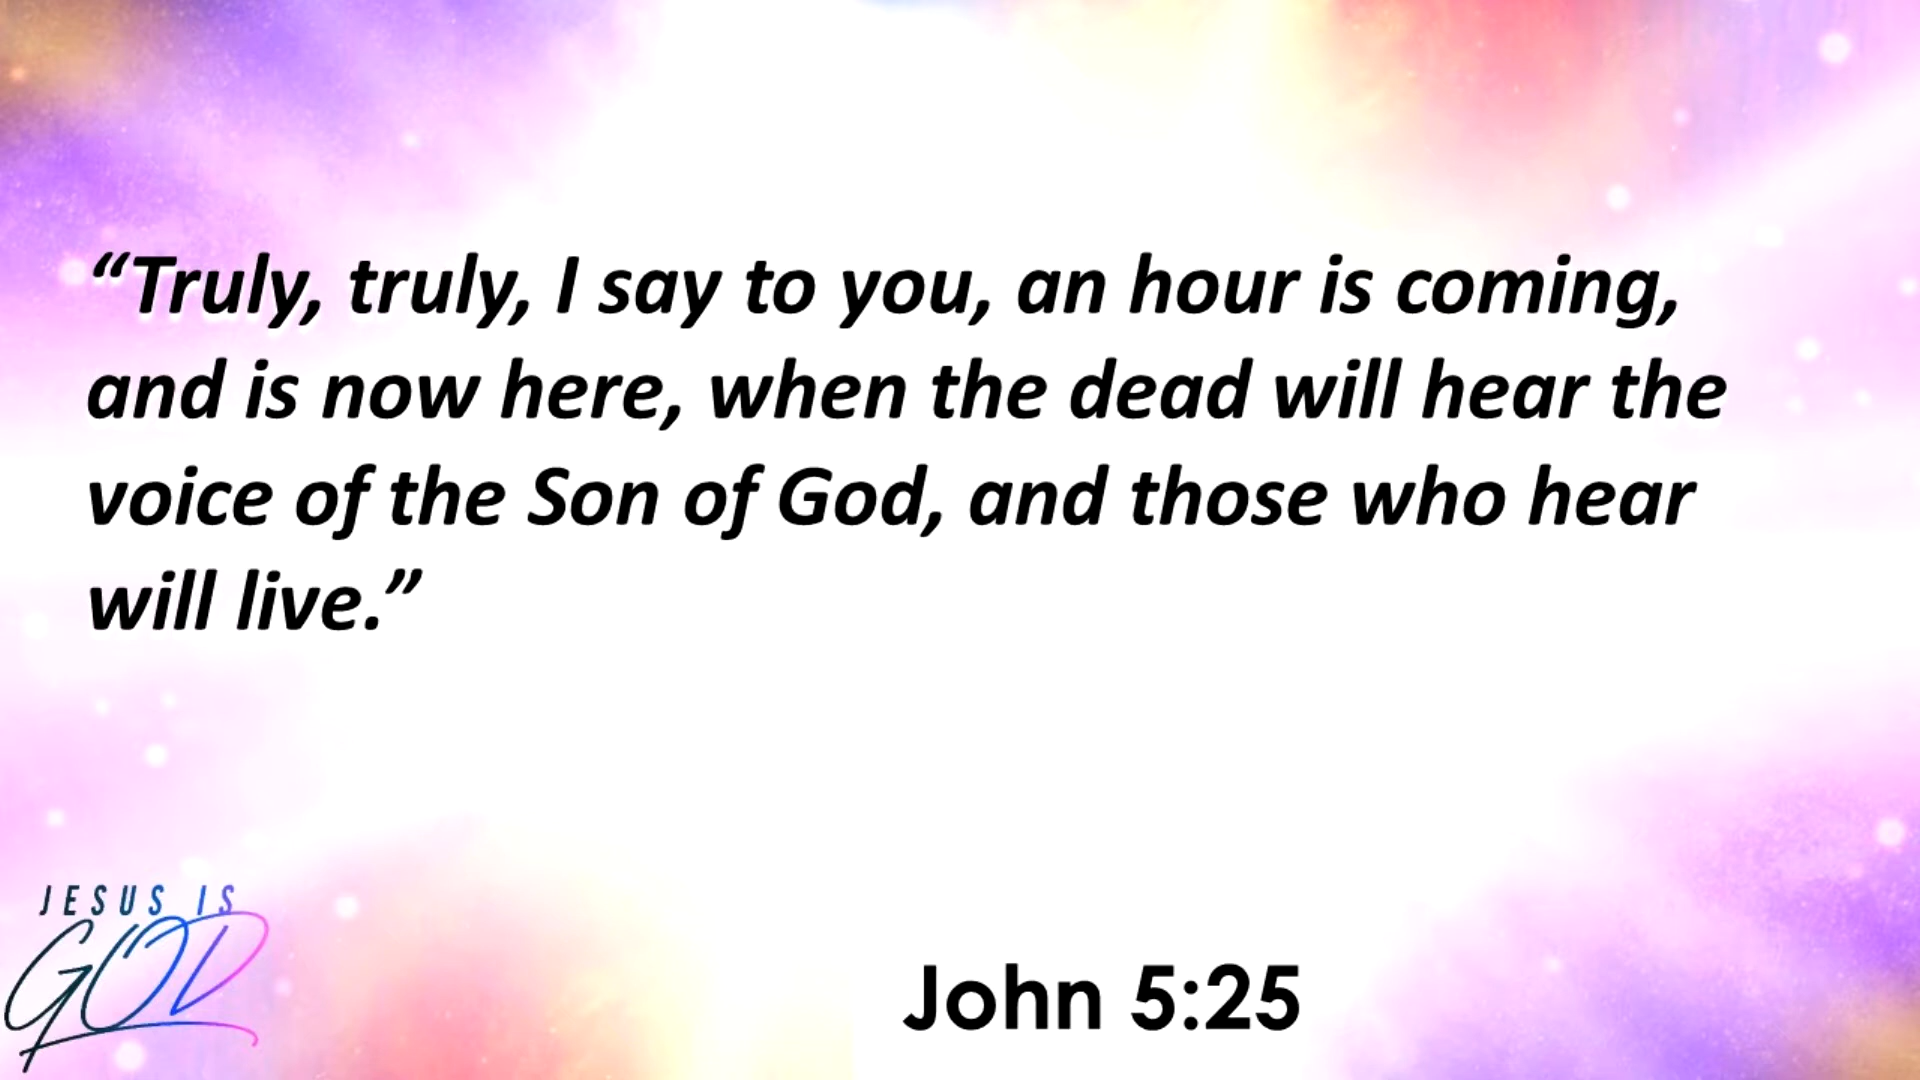 “Truly, truly, I say to you, an hour is coming,
and is now here, when the dead will hear the
voice of the Son of God, and those who hear
will live.”
JESUS IS
GOD
John 5:25